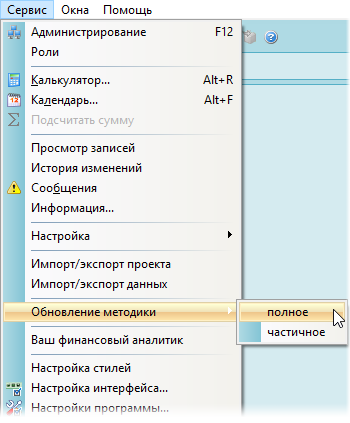 Сервис Окна Помощь
Администрирование F12
Роли
Калькулятор... Alt+R
Календарь... Alt+F
Подсчитать сумму
Просмотр записей
История изменений
Сообщения
Информация...
Настройка
Импорт/экспорт проекта
Импорт/экспорт данных
Обновление методики
полное
частичное
Ваш финансовый аналитик
Настройка стилей
Настройка интерфейса...
Настройки программы...